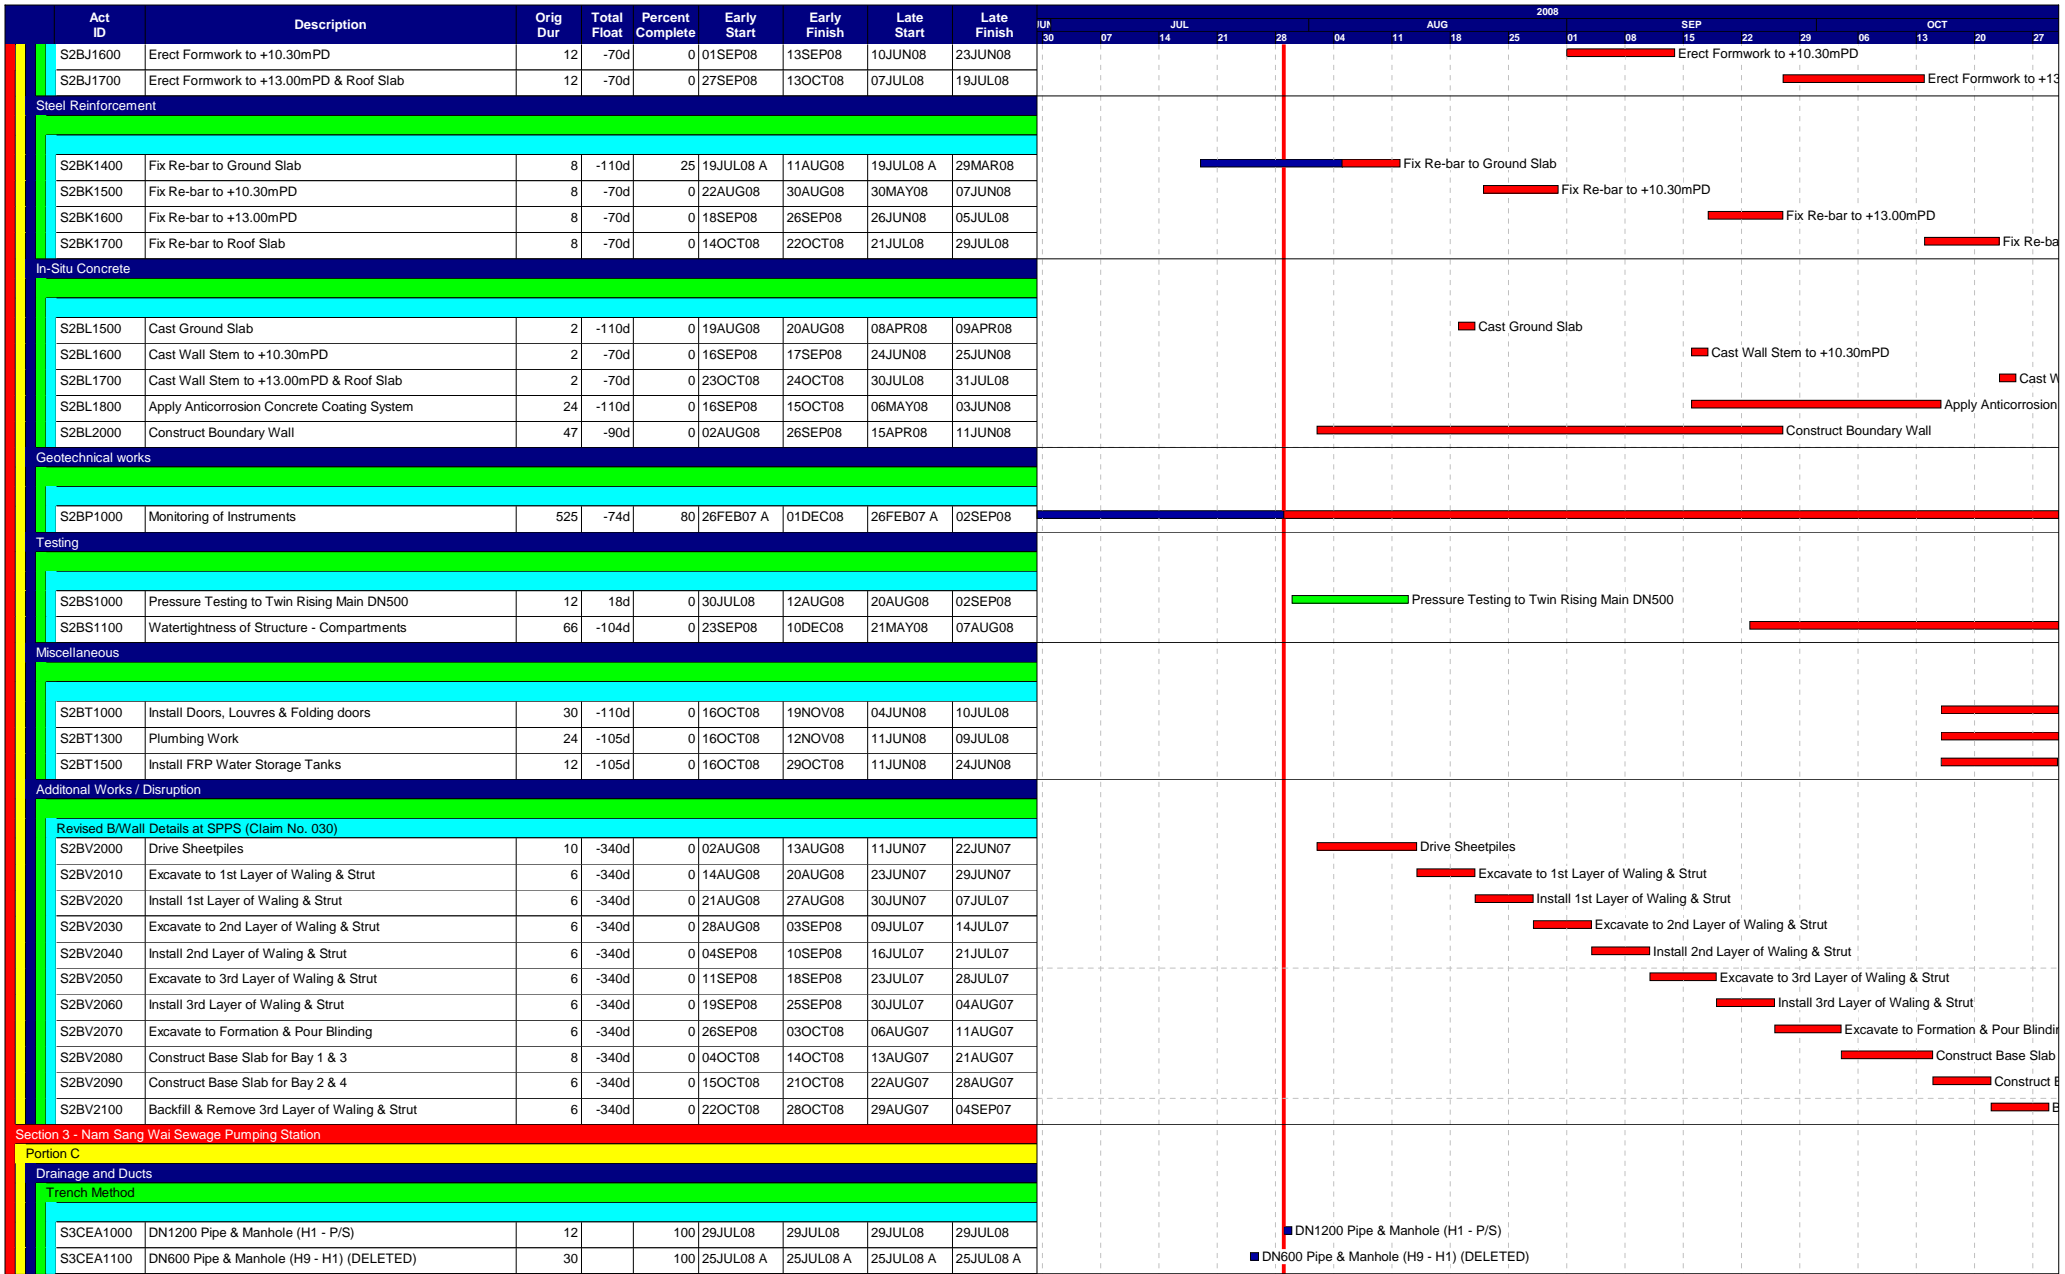 Act ID Description Orig Dur Total Float Percent Complete Early Start Early Finish Late Start Late Finish
2008
JUN JUL AUG SEP OCT
30 07 14 21 28 04 11 18 25 01 08 15 22 29 06 13 20 27
S2BJ1600 Erect Formwork to +10.30mPD 12 -70d 0 01SEP08 13SEP08 10JUN08 23JUN08 Erect Formwork to +10.30mPD
S2BJ1700 Erect Formwork to +13.00mPD & Roof Slab 12 -70d 0 27SEP08 13OCT08 07JUL08 19JUL08 Erect Formwork to +13
Steel Reinforcement
S2BK1400 Fix Re-bar to Ground Slab 8 -110d 25 19JUL08 A 11AUG08 19JUL08 A 29MAR08 Fix Re-bar to Ground Slab
S2BK1500 Fix Re-bar to +10.30mPD 8 -70d 0 22AUG08 30AUG08 30MAY08 07JUN08 Fix Re-bar to +10.30mPD
S2BK1600 Fix Re-bar to +13.00mPD 8 -70d 0 18SEP08 26SEP08 26JUN08 05JUL08 Fix Re-bar to +13.00mPD
S2BK1700 Fix Re-bar to Roof Slab 8 -70d 0 14OCT08 22OCT08 21JUL08 29JUL08 Fix Re-ba
In-Situ Concrete
S2BL1500 Cast Ground Slab 2 -110d 0 19AUG08 20AUG08 08APR08 09APR08 Cast Ground Slab
S2BL1600 Cast Wall Stem to +10.30mPD 2 -70d 0 16SEP08 17SEP08 24JUN08 25JUN08 Cast Wall Stem to +10.30mPD
S2BL1700 Cast Wall Stem to +13.00mPD & Roof Slab 2 -70d 0 23OCT08 24OCT08 30JUL08 31JUL08 Cast W
S2BL1800 Apply Anticorrosion Concrete Coating System 24 -110d 0 16SEP08 15OCT08 06MAY08 03JUN08 Apply Anticorrosion
S2BL2000 Construct Boundary Wall 47 -90d 0 02AUG08 26SEP08 15APR08 11JUN08 Construct Boundary Wall
Geotechnical works
S2BP1000 Monitoring of Instruments 525 -74d 80 26FEB07 A 01DEC08 26FEB07 A 02SEP08
Testing
S2BS1000 Pressure Testing to Twin Rising Main DN500 12 18d 0 30JUL08 12AUG08 20AUG08 02SEP08 Pressure Testing to Twin Rising Main DN500
S2BS1100 Watertightness of Structure - Compartments 66 -104d 0 23SEP08 10DEC08 21MAY08 07AUG08
Miscellaneous
S2BT1000 Install Doors, Louvres & Folding doors 30 -110d 0 16OCT08 19NOV08 04JUN08 10JUL08
S2BT1300 Plumbing Work 24 -105d 0 16OCT08 12NOV08 11JUN08 09JUL08
S2BT1500 Install FRP Water Storage Tanks 12 -105d 0 16OCT08 29OCT08 11JUN08 24JUN08
Additonal Works / Disruption
Revised B/Wall Details at SPPS (Claim No. 030)
S2BV2000 Drive Sheetpiles 10 -340d 0 02AUG08 13AUG08 11JUN07 22JUN07 Drive Sheetpiles
S2BV2010 Excavate to 1st Layer of Waling & Strut 6 -340d 0 14AUG08 20AUG08 23JUN07 29JUN07 Excavate to 1st Layer of Waling & Strut
S2BV2020 Install 1st Layer of Waling & Strut 6 -340d 0 21AUG08 27AUG08 30JUN07 07JUL07 Install 1st Layer of Waling & Strut
S2BV2030 Excavate to 2nd Layer of Waling & Strut 6 -340d 0 28AUG08 03SEP08 09JUL07 14JUL07 Excavate to 2nd Layer of Waling & Strut
S2BV2040 Install 2nd Layer of Waling & Strut 6 -340d 0 04SEP08 10SEP08 16JUL07 21JUL07 Install 2nd Layer of Waling & Strut
S2BV2050 Excavate to 3rd Layer of Waling & Strut 6 -340d 0 11SEP08 18SEP08 23JUL07 28JUL07 Excavate to 3rd Layer of Waling & Strut
S2BV2060 Install 3rd Layer of Waling & Strut 6 -340d 0 19SEP08 25SEP08 30JUL07 04AUG07 Install 3rd Layer of Waling & Strut
S2BV2070 Excavate to Formation & Pour Blinding 6 -340d 0 26SEP08 03OCT08 06AUG07 11AUG07 Excavate to Formation & Pour Blindin
S2BV2080 Construct Base Slab for Bay 1 & 3 8 -340d 0 04OCT08 14OCT08 13AUG07 21AUG07 Construct Base Slab
S2BV2090 Construct Base Slab for Bay 2 & 4 6 -340d 0 15OCT08 21OCT08 22AUG07 28AUG07 Construct B
S2BV2100 Backfill & Remove 3rd Layer of Waling & Strut 6 -340d 0 22OCT08 28OCT08 29AUG07 04SEP07 B
Section 3 - Nam Sang Wai Sewage Pumping Station
Portion C
Drainage and Ducts
Trench Method
S3CEA1000 DN1200 Pipe & Manhole (H1 - P/S) 12 100 29JUL08 29JUL08 29JUL08 29JUL08 DN1200 Pipe & Manhole (H1 - P/S)
S3CEA1100 DN600 Pipe & Manhole (H9 - H1) (DELETED) 30 100 25JUL08 A 25JUL08 A 25JUL08 A 25JUL08 A DN600 Pipe & Manhole (H9 - H1) (DELETED)